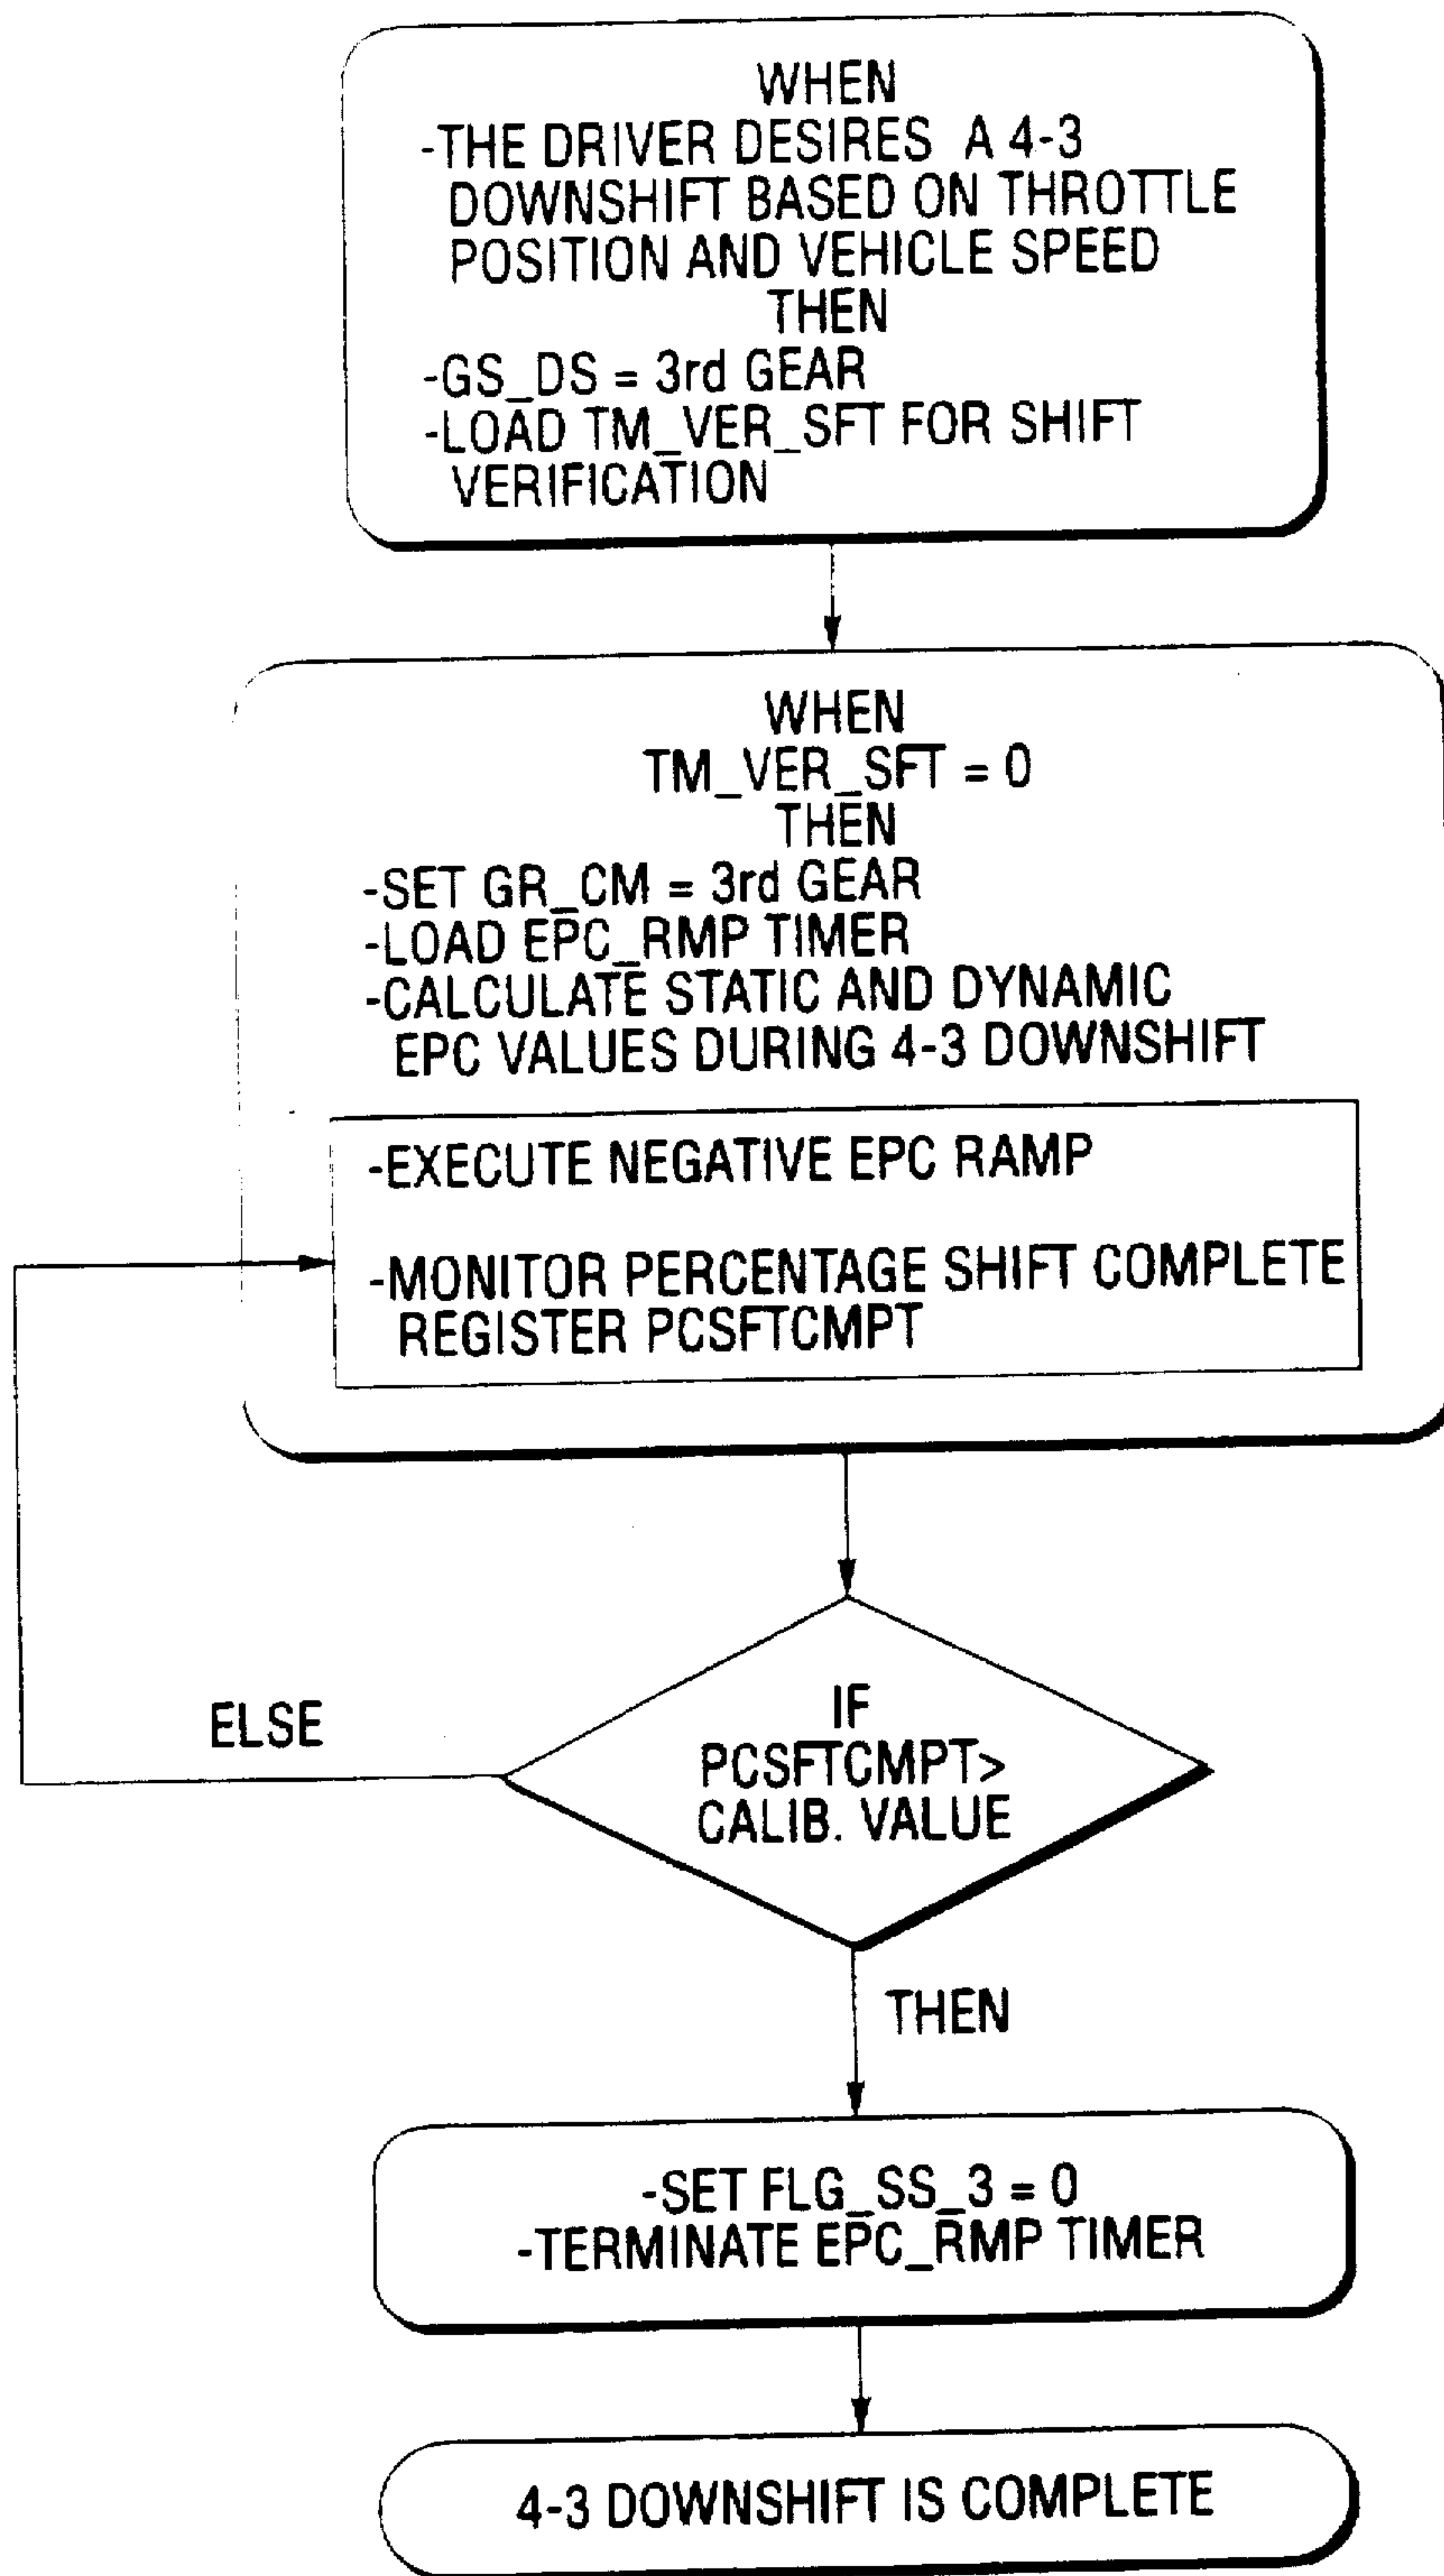 WHEN
-THE DRIVER DESIRES A 4-3
DOWNSHIFT BASED ON THROTTLE
POSITION AND VEHICLE SPEED
THEN
-GS_DS = 3rd GEAR
-LOAD TM_VER_SFT FOR SHIFT
VERIFICATION
WHEN
TM_VER_SFT = 0
THEN
-SET GR_CM = 3rd GEAR
-LOAD EPC_RMP TIMER
-CALCULATE STATIC AND DYNAMIC
EPC VALUES DURING 4-3 DOWNSHIFT
-EXECUTE NEGATIVE EPC RAMP
-MONITOR PERCENTAGE SHIFT COMPLETE
REGISTER PCSFTCMPT
IF
PCSFTCMPT>
CALIB. VALUE
ELSE
THEN
-SET FLG_SS_3 = 0
-TERMINATE EPC_RMP TIMER
4-3 DOWNSHIFT IS COMPLETE